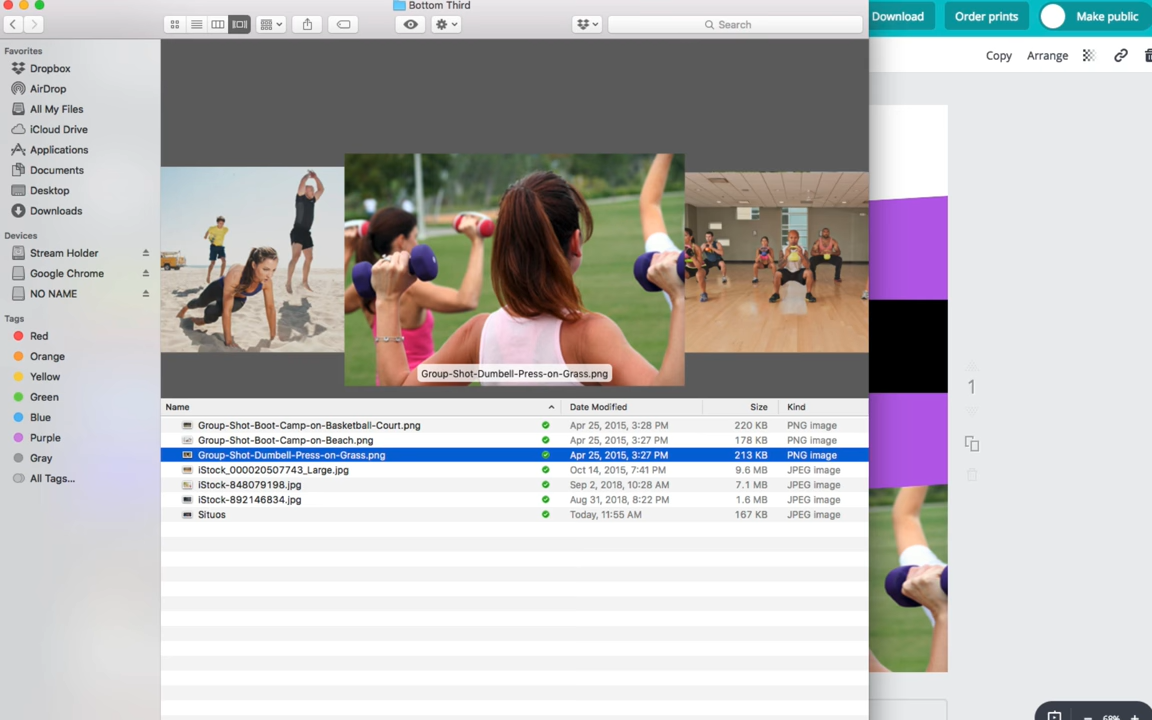 Bottom Third
Search
Download
Order prints
Make public
Copy
Arrange
Favorites
Dropbox
AirDrop
All My Files
iCloud Drive
Applications
Documents
Desktop
Downloads
Devices
Stream Holder
Google Chrome
NO NAME
Tags
Red
Orange
Yellow
Green
Blue
Purple
Gray
All Tags...
Group-Shot-Dumbell-Press-on-Grass.png
Name Date Modified Size Kind
Group-Shot-Boot-Camp-on-Basketball-Court.png Apr 25, 2015, 3:28 PM 220 KB PNG image
Group-Shot-Boot-Camp-on-Beach.png Apr 25, 2015, 3:27 PM 178 KB PNG image
Group-Shot-Dumbell-Press-on-Grass.png Apr 25, 2015, 3:27 PM 213 KB PNG image
iStock_000020507743_Large.jpg Oct 14, 2015, 7:41 PM 9.6 MB JPEG image
iStock-848079198.jpg Sep 2, 2018, 10:28 AM 7.1 MB JPEG image
iStock-892146834.jpg Aug 31, 2018, 8:22 PM 1.6 MB JPEG image
Situos Today, 11:55 AM 167 KB JPEG image
1
68%